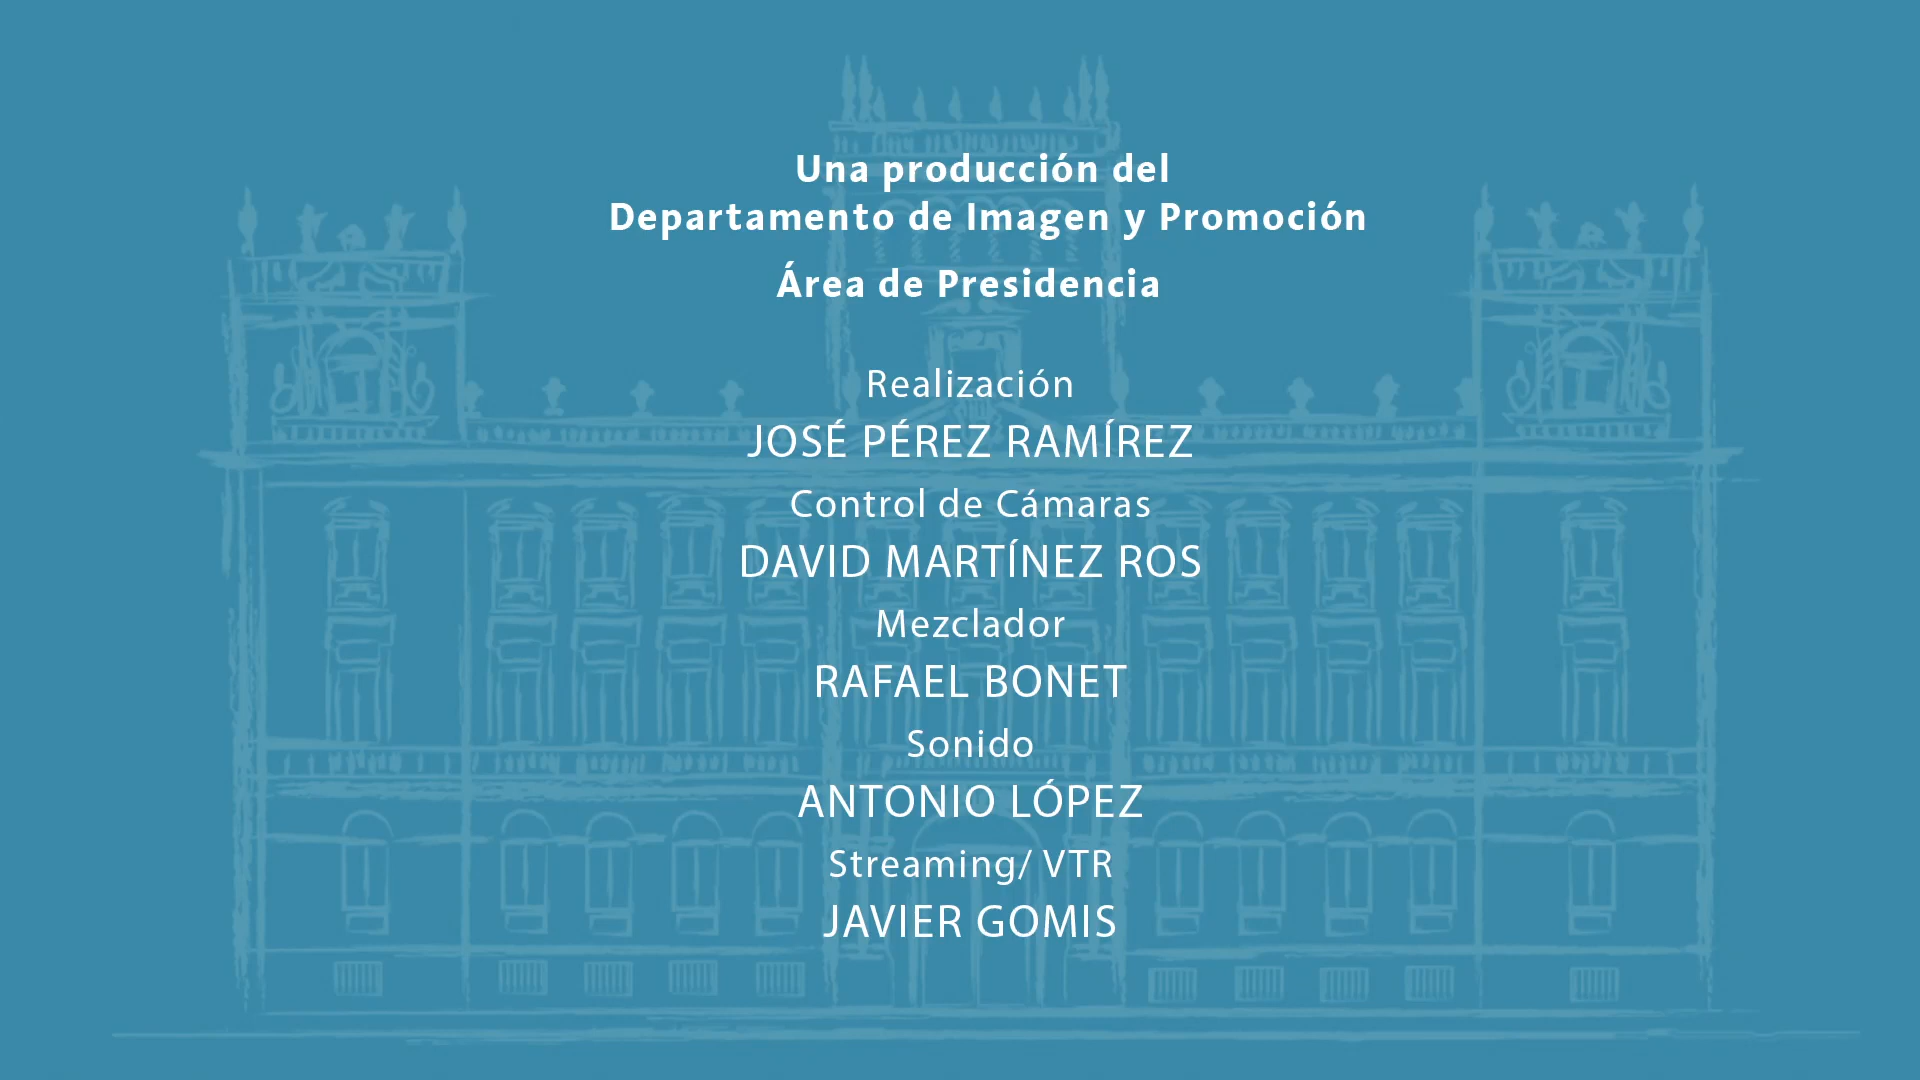 Una producción del
Departamento de Imagen y Promoción
Área de Presidencia
Realización
JOSÉ PÉREZ RAMÍREZ
Control de Cámaras
DAVID MARTÍNEZ ROS
Mezclador
RAFAEL BONET
Sonido
ANTONIO LÓPEZ
Streaming/ VTR
JAVIER GOMIS